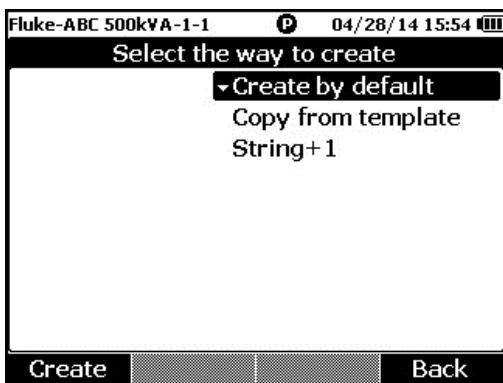 Fluke-ABC 500kVA-1-1 P 04/28/14 15:54
Select the way to create
Create by default
Copy from template
String+1
Create Back